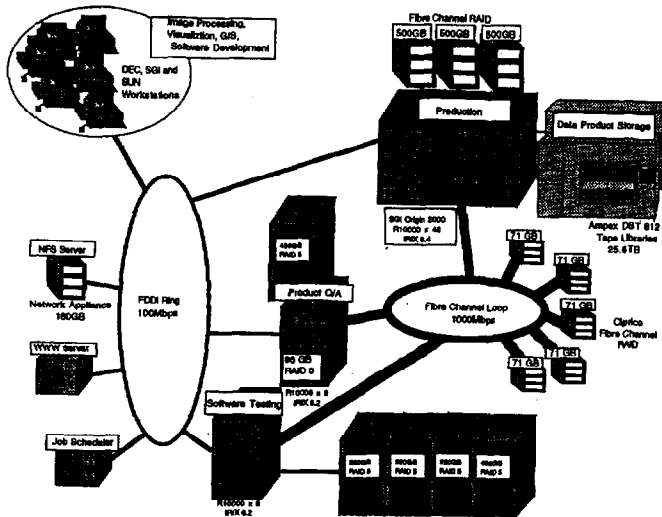 Image Processing,
Visualiztion, G/S,
Software Development
DEC, SGI and
SUN
Workstations
Fibre Channel RAID
500GB
500GB
500GB
Production
Data Product Storage
SGI Origin 2000
R10000 x 48
IRIX 6.4
Ampex DST 812
Tape Libraries
25.6TB
NFS Server
Network Appliance
160GB
FDDI Ring
100Mbps
RAID 5
Product Q/A
96 GB
RAID 0
R10000 x 8
IRIX 6.2
Fibre Channel Loop
1000Mbps
71 GB
71 GB
71 GB
71 GB
71 GB
71 GB
Ciprico
Fibre Channel
RAID
WWW Server
Software Testing
Job Scheduler
R10000 x 8
IRIX 6.2
RAID 5
RAID 5
RAID 5
RAID 5